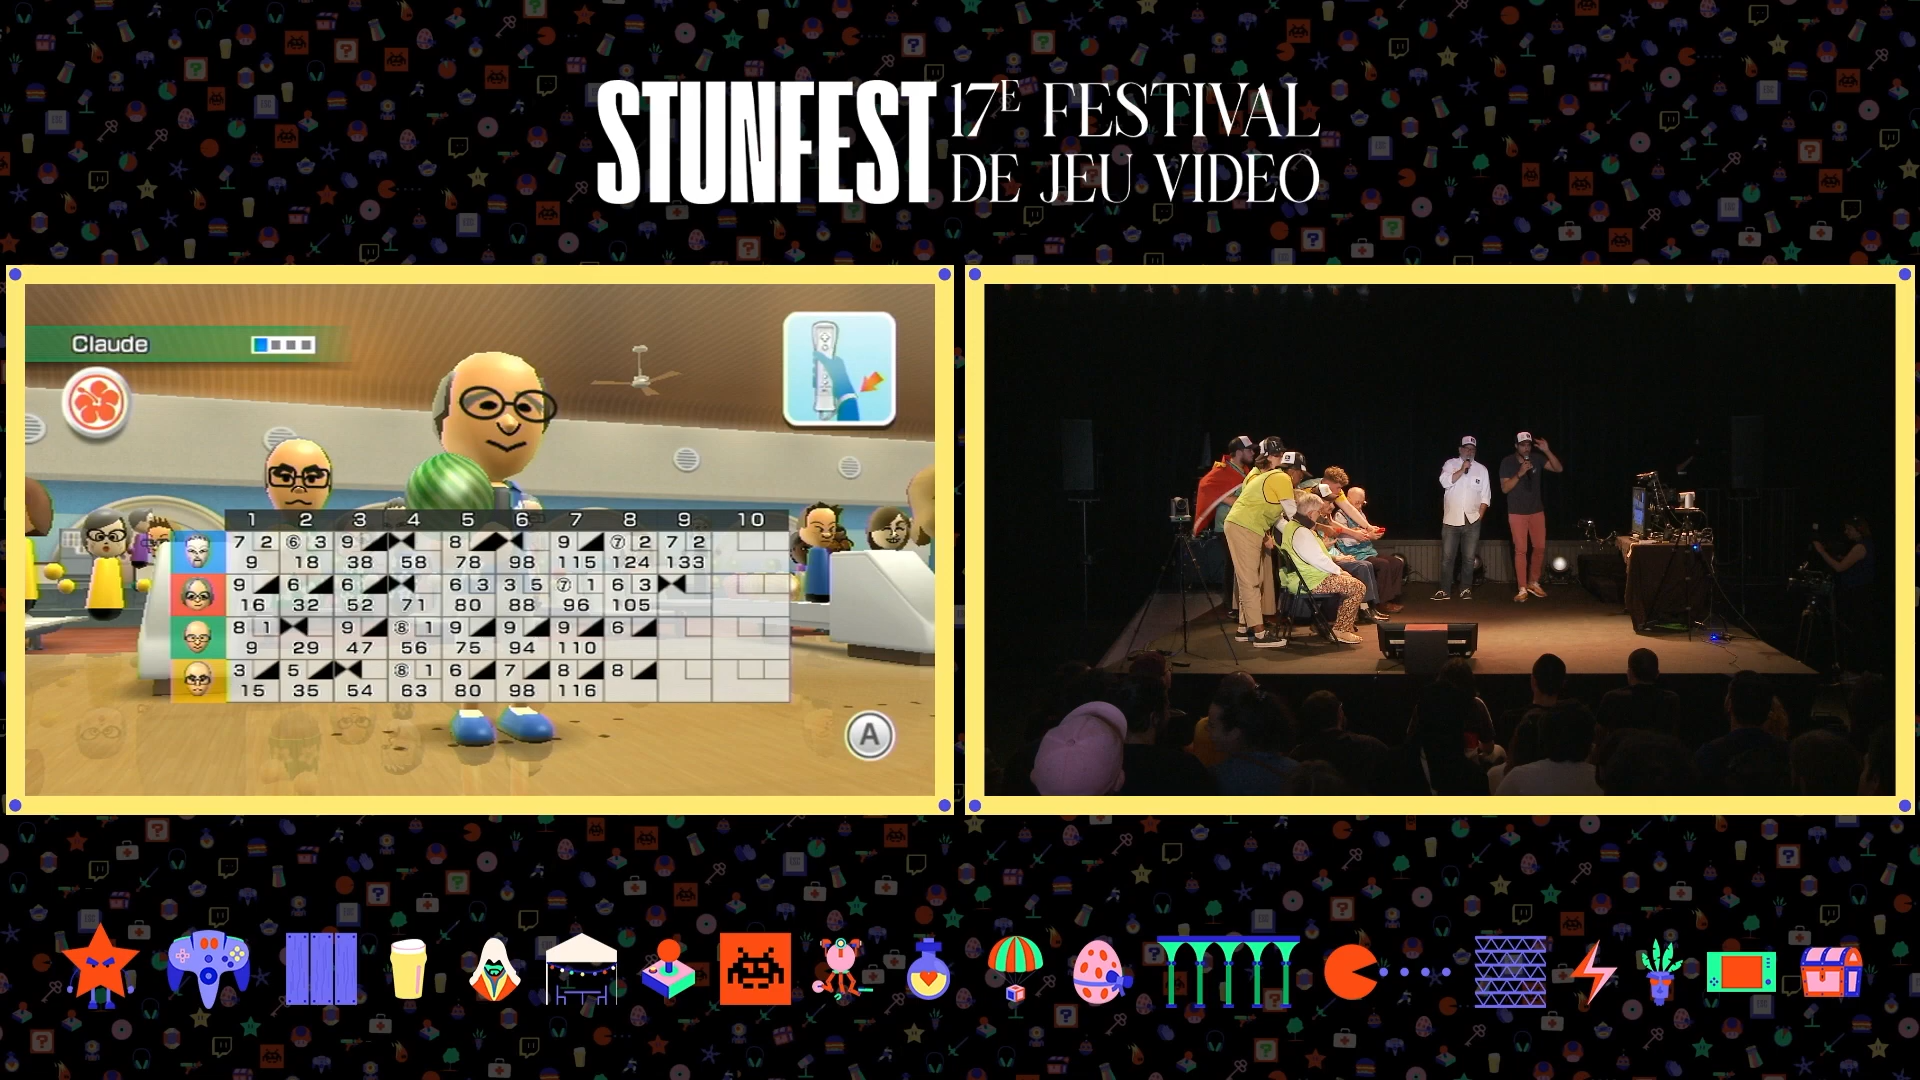 STUNFEST 17E FESTIVAL
DE JEU VIDEO
Claude
1 2 3 4 5 6 7 8 9 10
7 2 ⑥ 3 9 8 9 ⑦ 2 7 2
9 18 38 58 78 98 115 124 133
9 6 6 6 3 3 5 ⑦ 1 6 3
16 32 52 71 80 88 96 105
8 1 9 ⑧ 1 9 9 9 6
9 29 47 56 75 94 110
3 5 ⑧ 1 6 7 8 8
15 35 54 63 80 98 116
A